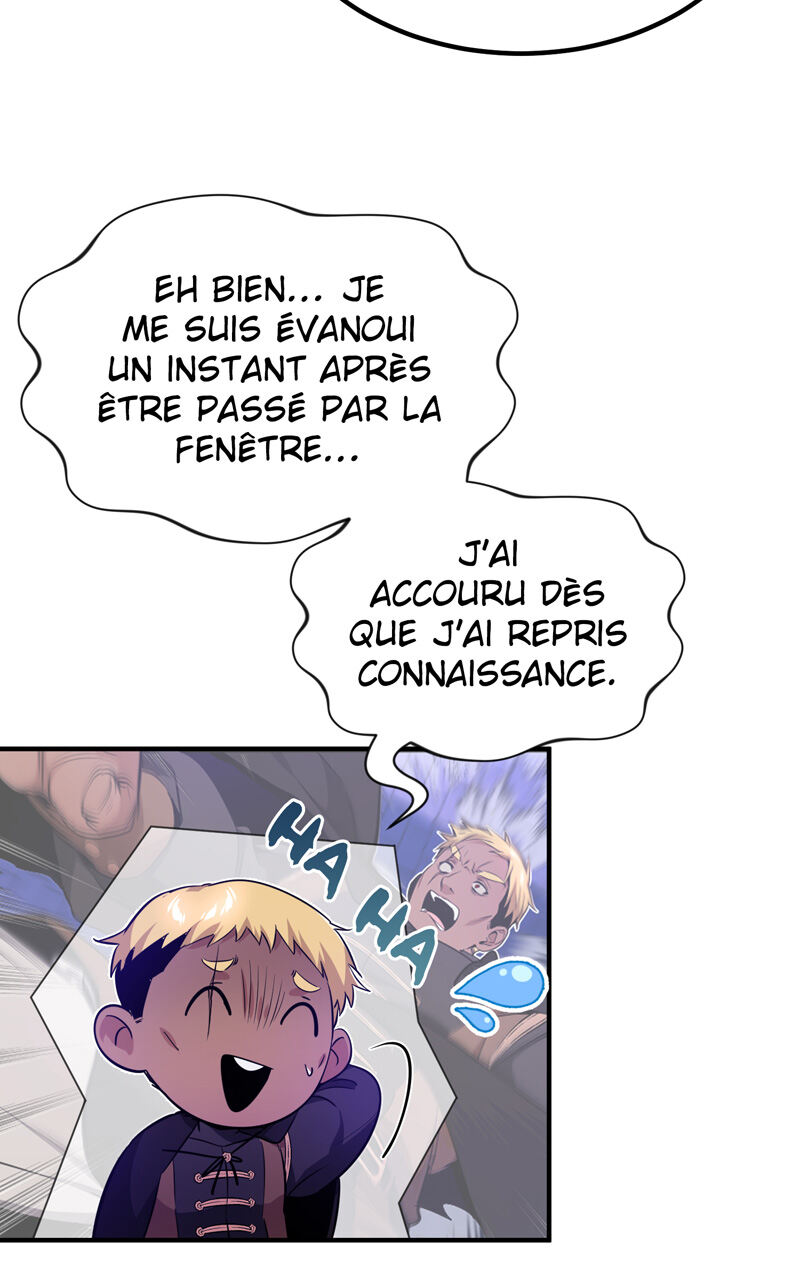 EH BIEN... JE
ME SUIS ÉVANOUI
UN INSTANT APRÈS
ÊTRE PASSÉ PAR LA
FENÊTRE...
J'AI
ACCOURU DÈS
QUE J'AI REPRIS
CONNAISSANCE.
HA HA HA